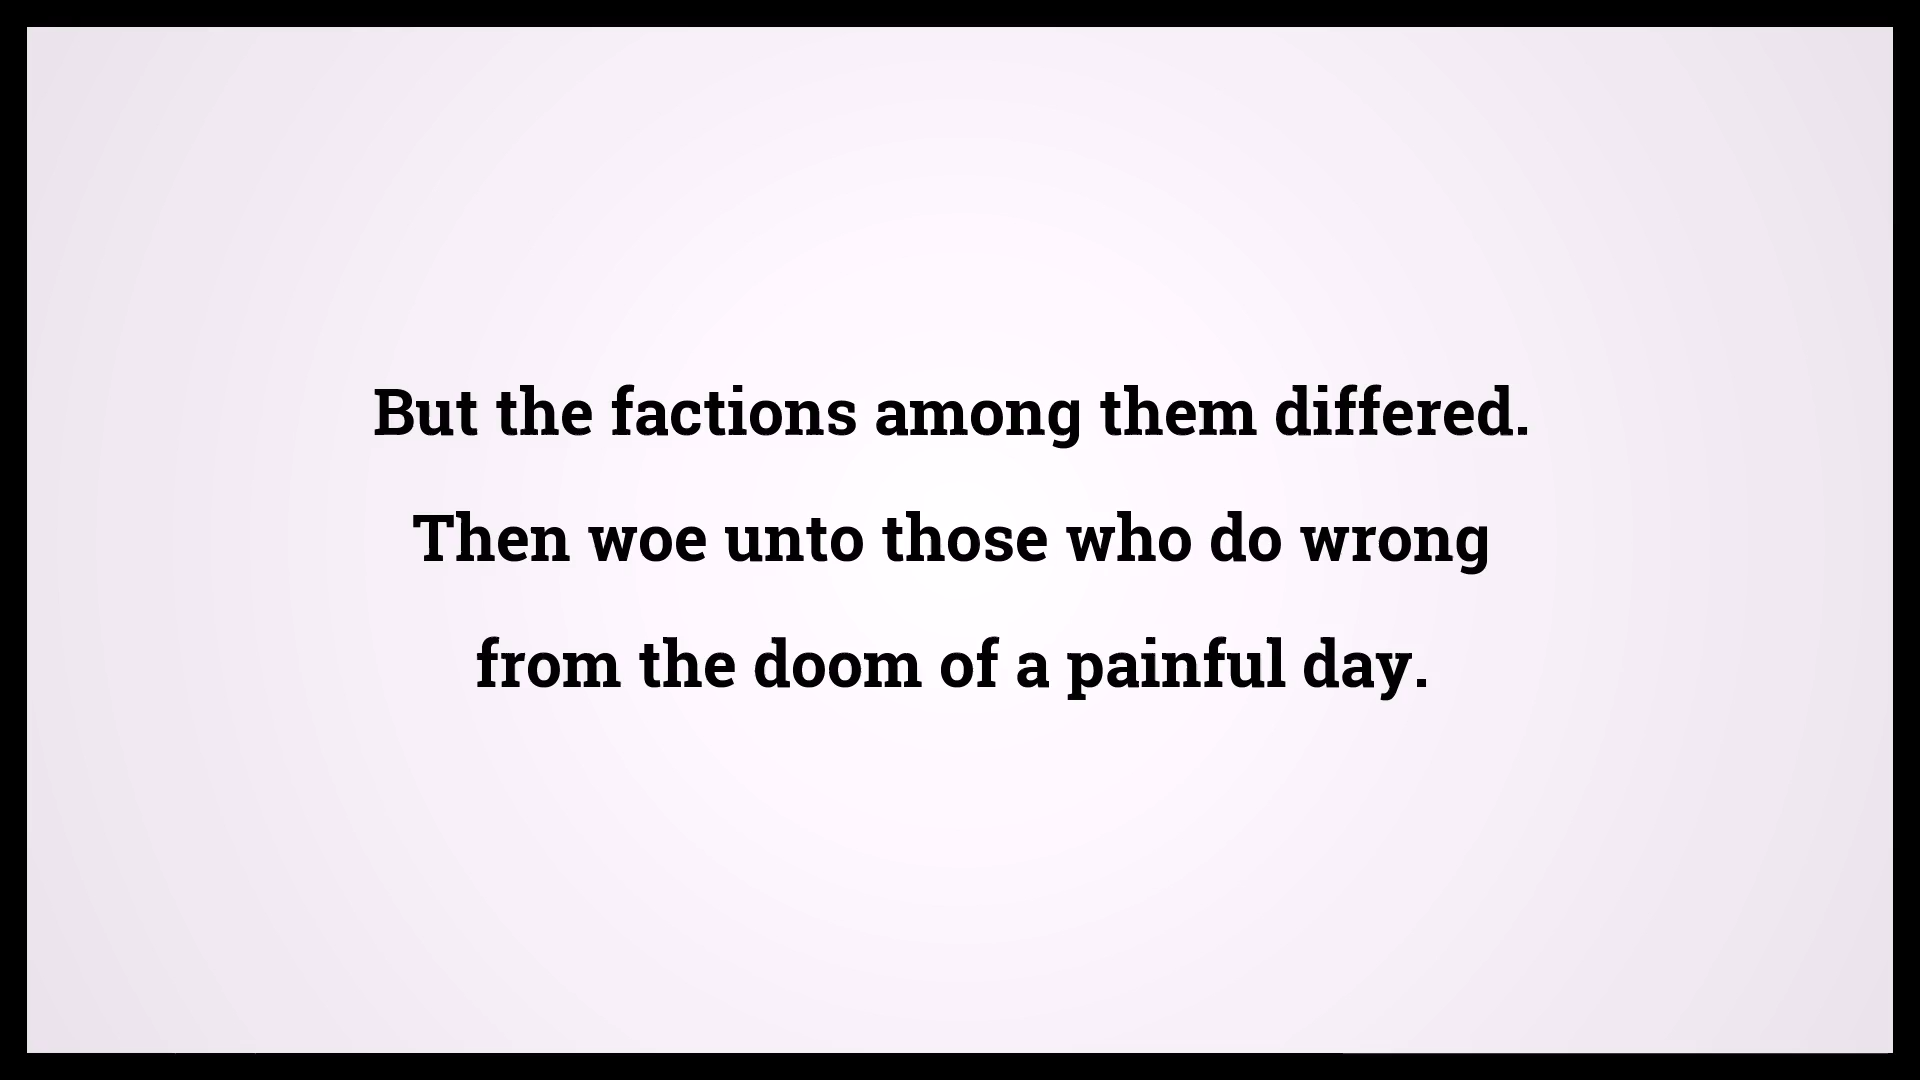 But the factions among them differed.
Then woe unto those who do wrong
from the doom of a painful day.